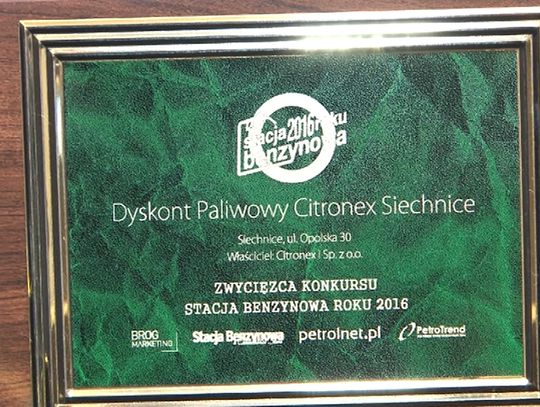 stacja 2016 roku
benzynowa
Dyskont Paliwowy Citronex Siechnice
Siechnice, ul. Opolska 30
Właściciel: Citronex I Sp. z o.o.
ZWYCIĘZCA KONKURSU
STACJA BENZYNOWA ROKU 2016
BROG
MARKETING
Stacja Benzynowa
petrolnet.pl
PetroTrend